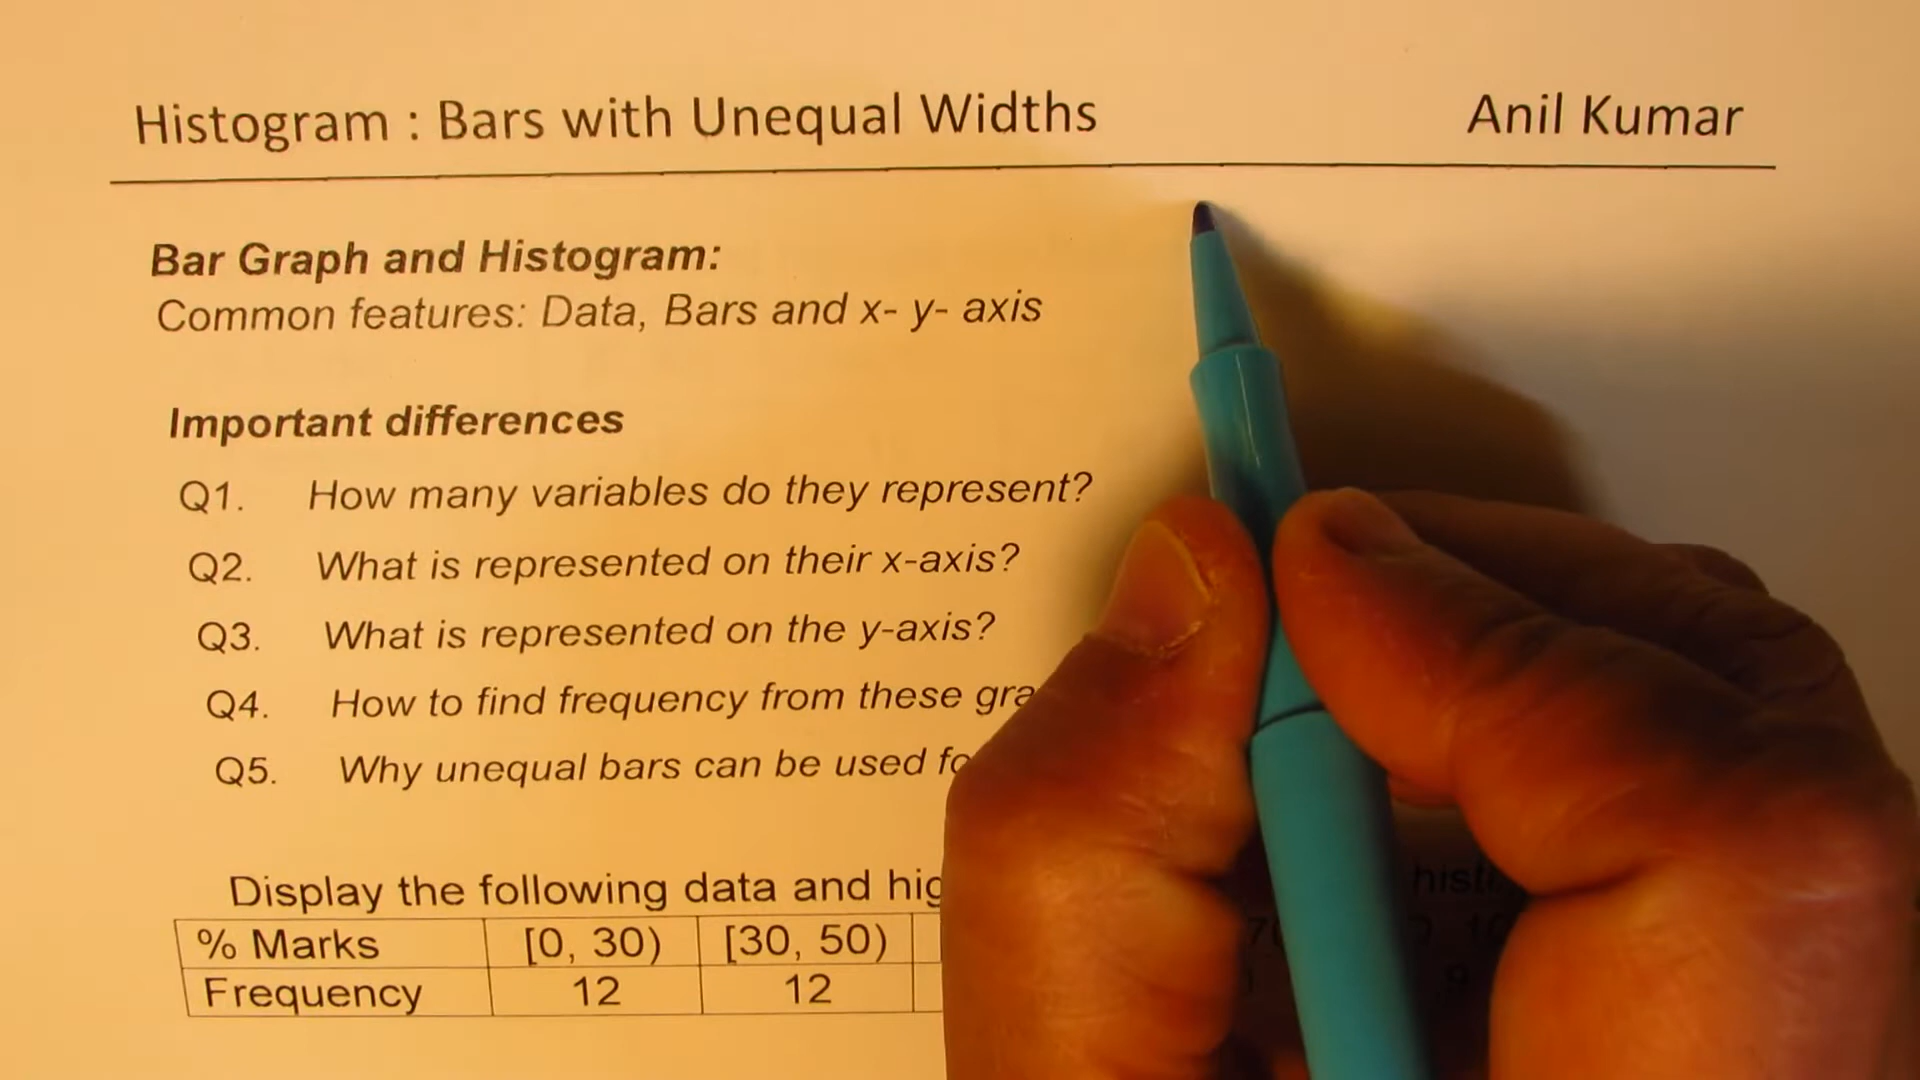 Histogram : Bars with Unequal Widths Anil Kumar
Bar Graph and Histogram:
Common features: Data, Bars and x- y- axis
Important differences
Q1. How many variables do they represent?
Q2. What is represented on their x-axis?
Q3. What is represented on the y-axis?
Q4. How to find frequency from these
Q5. Why unequal bars can be used
Display the following data and
% Marks [0, 30) [30, 50)
Frequency 12 12